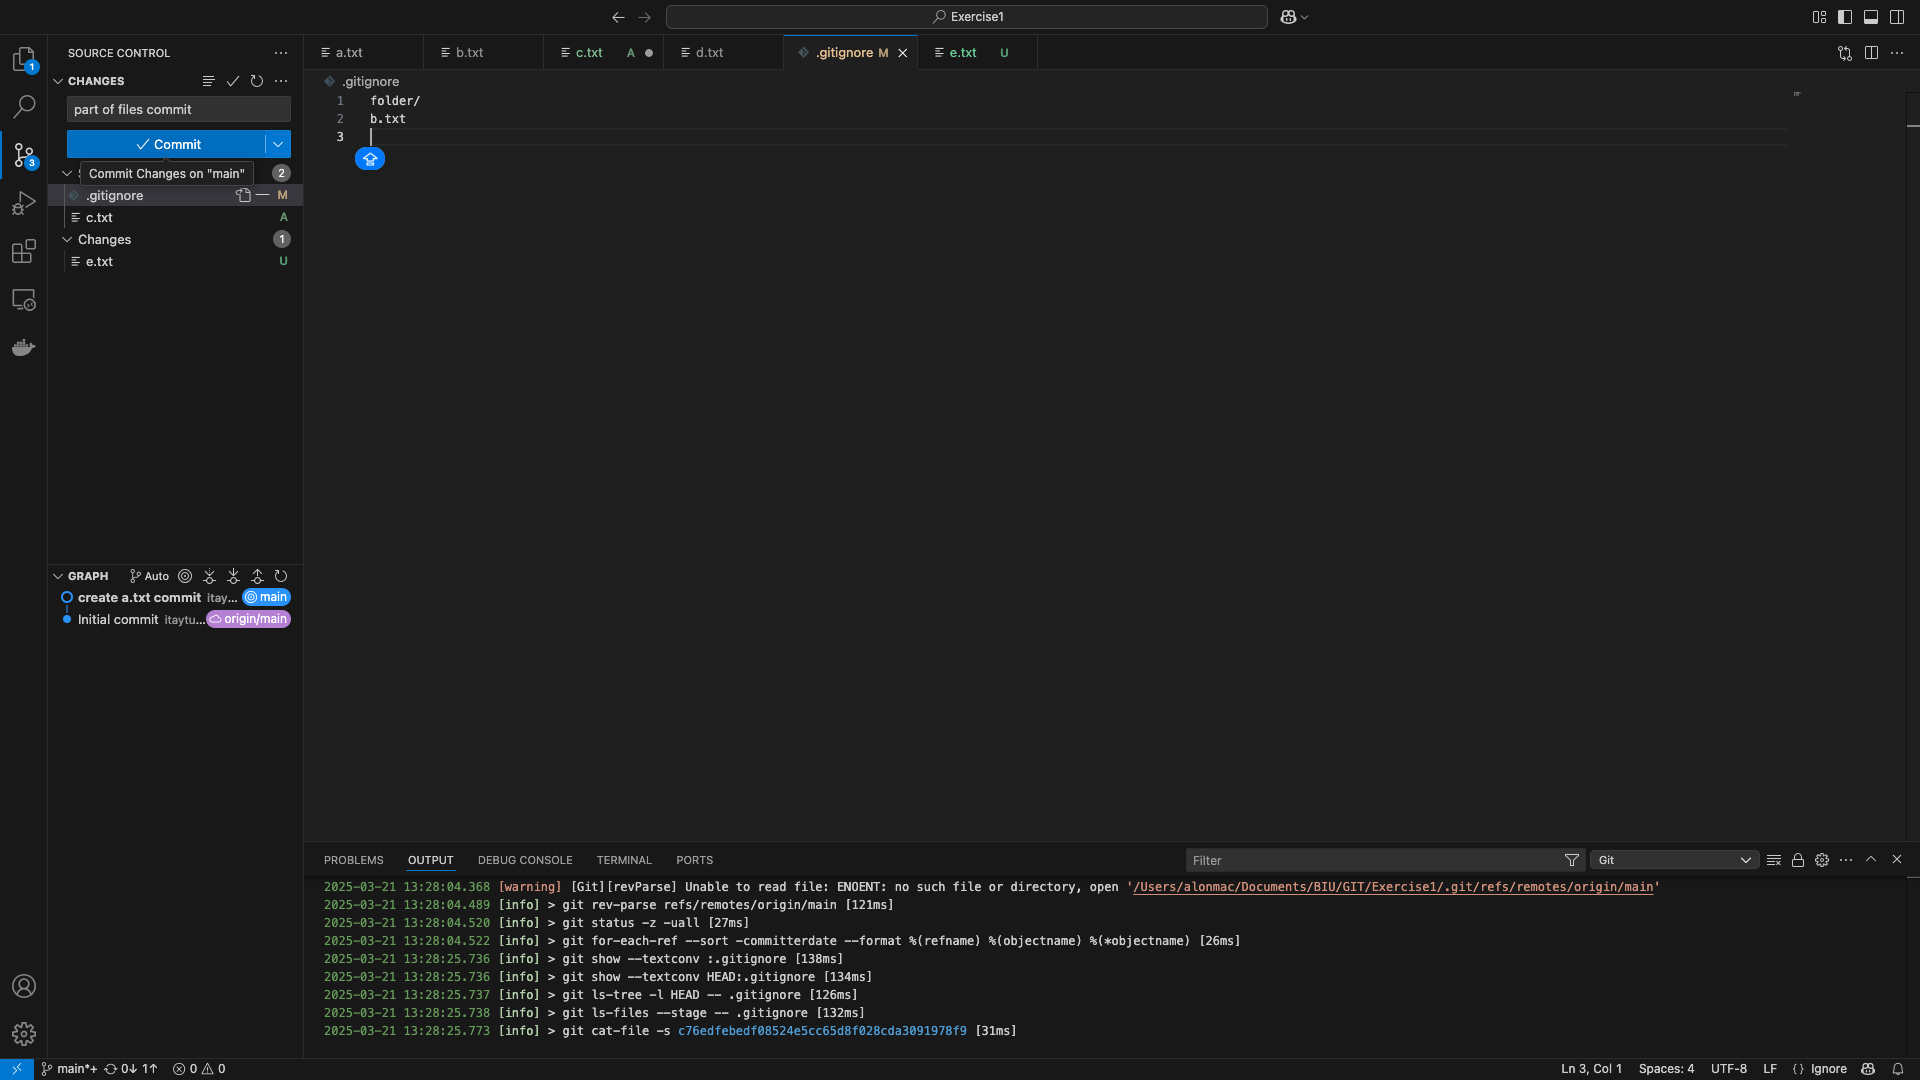 Exercise1
1
SOURCE CONTROL
CHANGES
part of files commit
Commit
Commit Changes on "main"
2
.gitignore M
c.txt A
Changes 1
e.txt U
3
GRAPH Auto
create a.txt commit itay... main
Initial commit itaytu... origin/main
a.txt b.txt c.txt A d.txt .gitignore M e.txt U
.gitignore
1 folder/
2 b.txt
3
PROBLEMS OUTPUT DEBUG CONSOLE TERMINAL PORTS Filter Git
2025-03-21 13:28:04.368 [warning] [Git][revParse] Unable to read file: ENOENT: no such file or directory, open '/Users/alonmac/Documents/BIU/GIT/Exercise1/.git/refs/remotes/origin/main'
2025-03-21 13:28:04.489 [info] > git rev-parse refs/remotes/origin/main [121ms]
2025-03-21 13:28:04.520 [info] > git status -z -uall [27ms]
2025-03-21 13:28:04.522 [info] > git for-each-ref --sort -committerdate --format %(refname) %(objectname) %(*objectname) [26ms]
2025-03-21 13:28:25.736 [info] > git show --textconv :.gitignore [138ms]
2025-03-21 13:28:25.736 [info] > git show --textconv HEAD:.gitignore [134ms]
2025-03-21 13:28:25.737 [info] > git ls-tree -l HEAD -- .gitignore [126ms]
2025-03-21 13:28:25.738 [info] > git ls-files --stage -- .gitignore [132ms]
2025-03-21 13:28:25.773 [info] > git cat-file -s c76edfebedf08524e5cc65d8f028cda3091978f9 [31ms]
main*+ 0↓ 1↑ 0 0 Ln 3, Col 1 Spaces: 4 UTF-8 LF {} Ignore